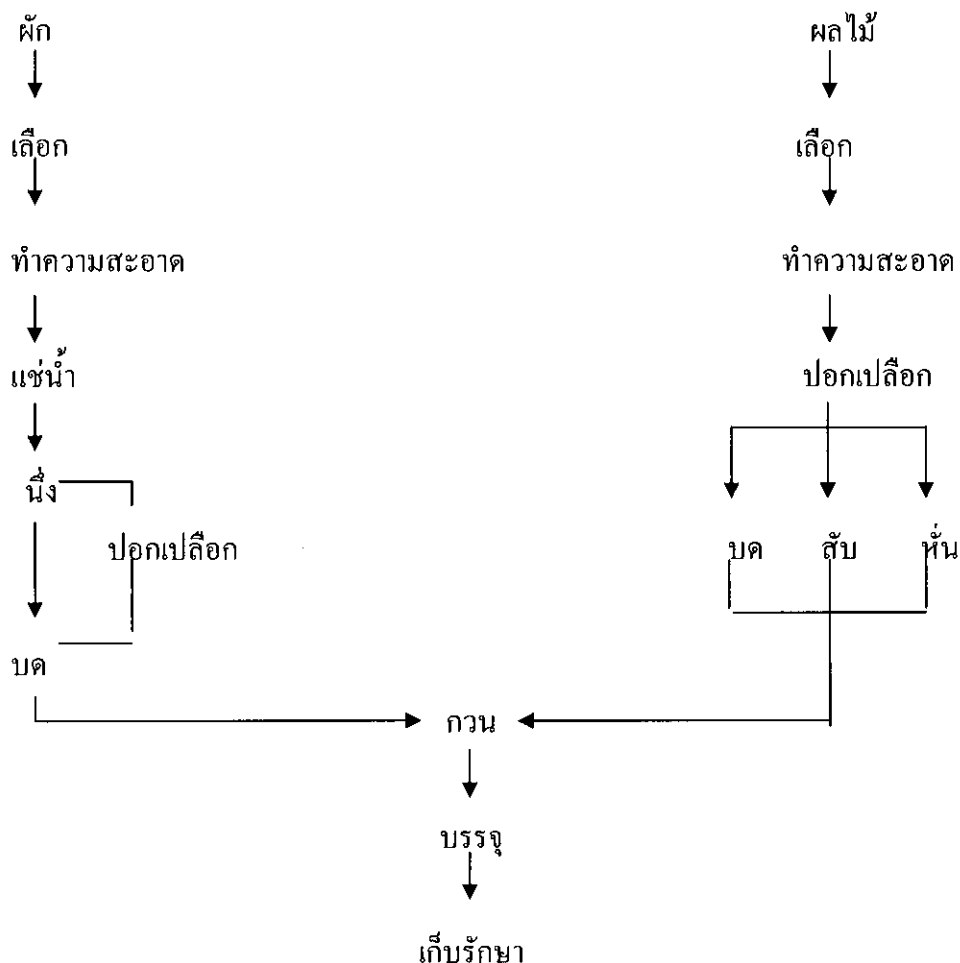 ผัก
ผลไม้
เลือก
เลือก
ทำความสะอาด
ทำความสะอาด
แช่น้ำ
ปอกเปลือก
นึ่ง
ปอกเปลือก
บด
สับ
หั่น
บด
กวน
บรรจุ
เก็บรักษา